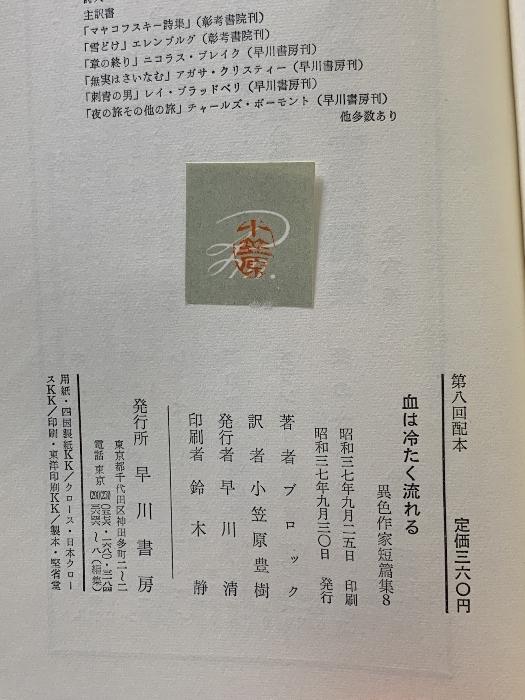 主訳書
「マヤコフスキー詩集」(彰考書院刊)
「雪どけ」エレンブルグ(彰考書院刊)
「章の終り」ニコラス・ブレイク(早川書房刊)
「無実はさいなむ」アガサ・クリスティー(早川書房刊)
「刺青の男」レイ・ブラッドベリ(早川書房刊)
「夜の旅その他の旅」チャールズ・ボーモント(早川書房刊)
他多数あり
小笠原
第八回配本 定価三六〇円
血は冷たく流れる
異色作家短篇集8
昭和三七年九月二五日 印刷
昭和三七年九月三〇日 発行
著者 ブロック
訳者 小笠原豊樹
発行者 早川清
印刷者 鈴木静
発行所 早川書房
東京都千代田区神田多町二〜二
電話 東京
用紙・四国製紙KK/クロース・日本クロー
スKK/印刷・東洋印刷KK/製本・堅省堂